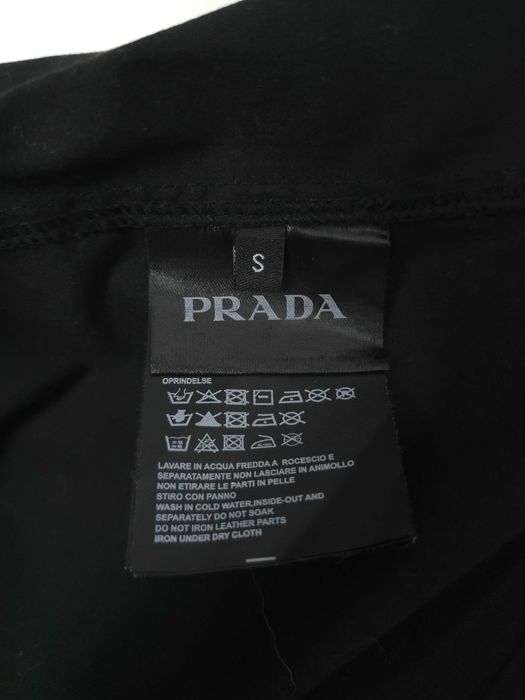 S
PRADA
OPRINDELSE
LAVARE IN ACQUA FREDDA A ROCESCIO E
SEPARATAMENTE NON LASCIARE IN ANIMOLLO
NON ETIRARE LE PARTI IN PELLE
STIRO CON PANNO
WASH IN COLD WATER,INSIDE-OUT AND
SEPARATELY DO NOT SOAK
DO NOT IRON LEATHER PARTS
IRON UNDER DRY CLOTH